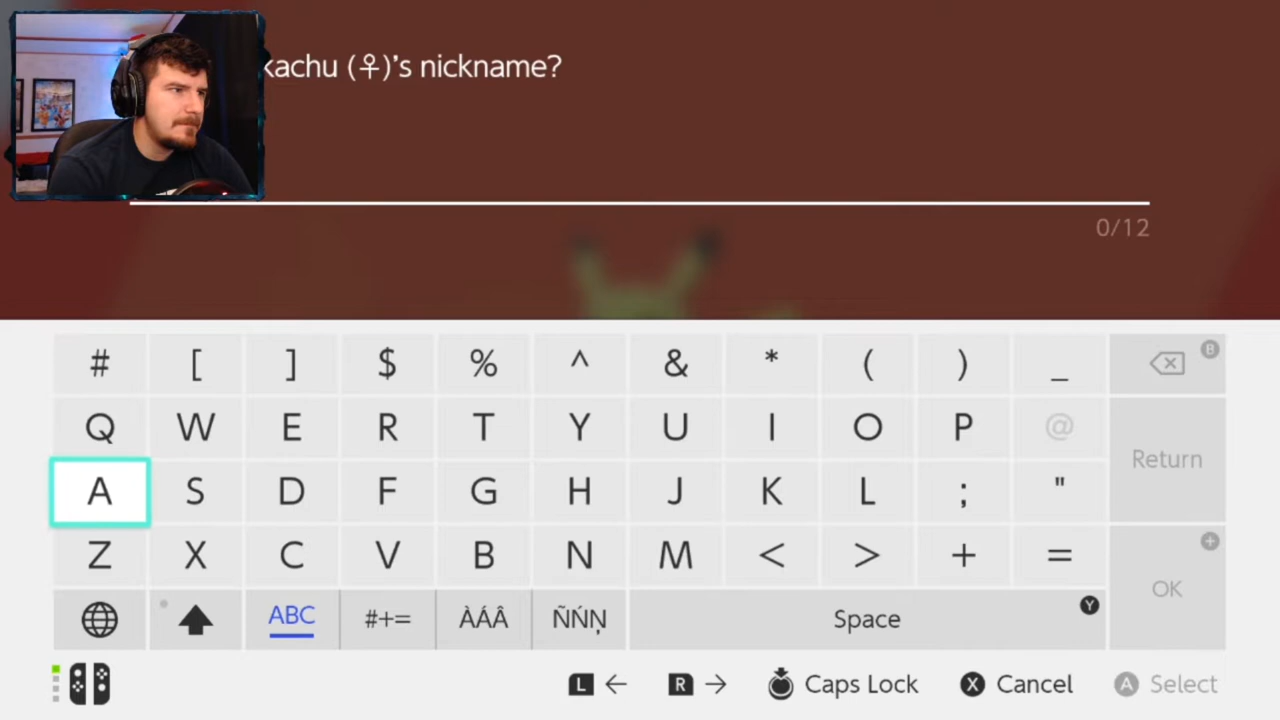 kachu (♀)'s nickname?
0/12
# [ ] $ % ^ & * ( ) _ B
Q W E R T Y U I O P @
A S D F G H J K L ; " Return
Z X C V B N M < > + = +
OK
ABC #+= ÀÁÂ ÑŃŅ Space Y
L ← R → Caps Lock X Cancel A Select